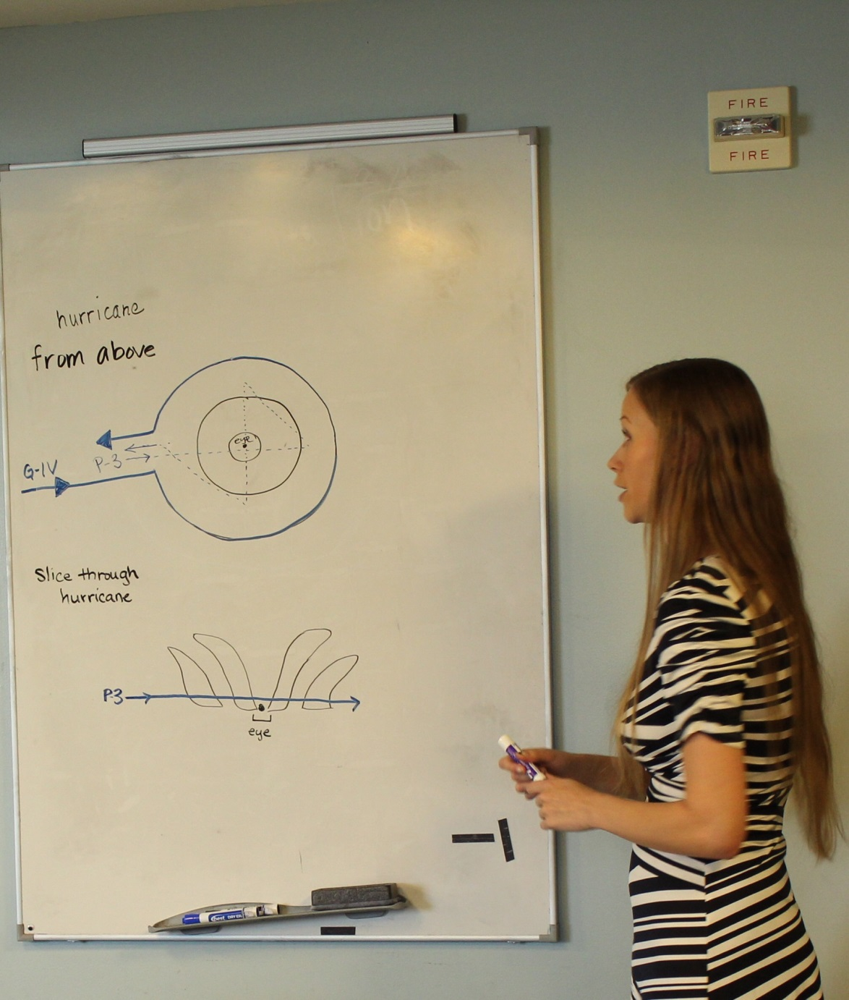 FIRE
FIRE
hurricane
from above
eye
P-3
G-IV
Slice through
hurricane
P-3
eye